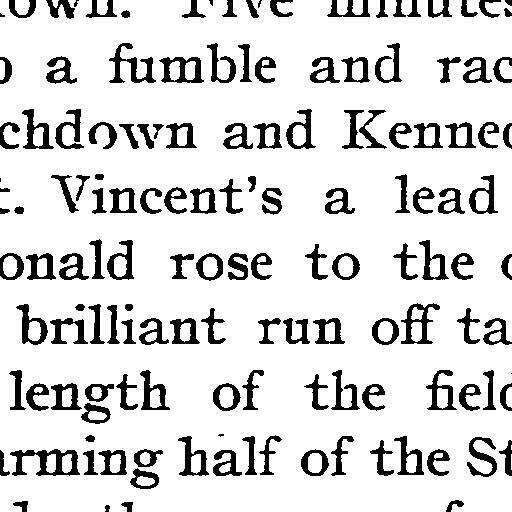 own. Five minutes
a fumble and rac
chdown and Kenned
t. Vincent's a lead
onald rose to the
brilliant run off ta
length of the field
arming half of the St